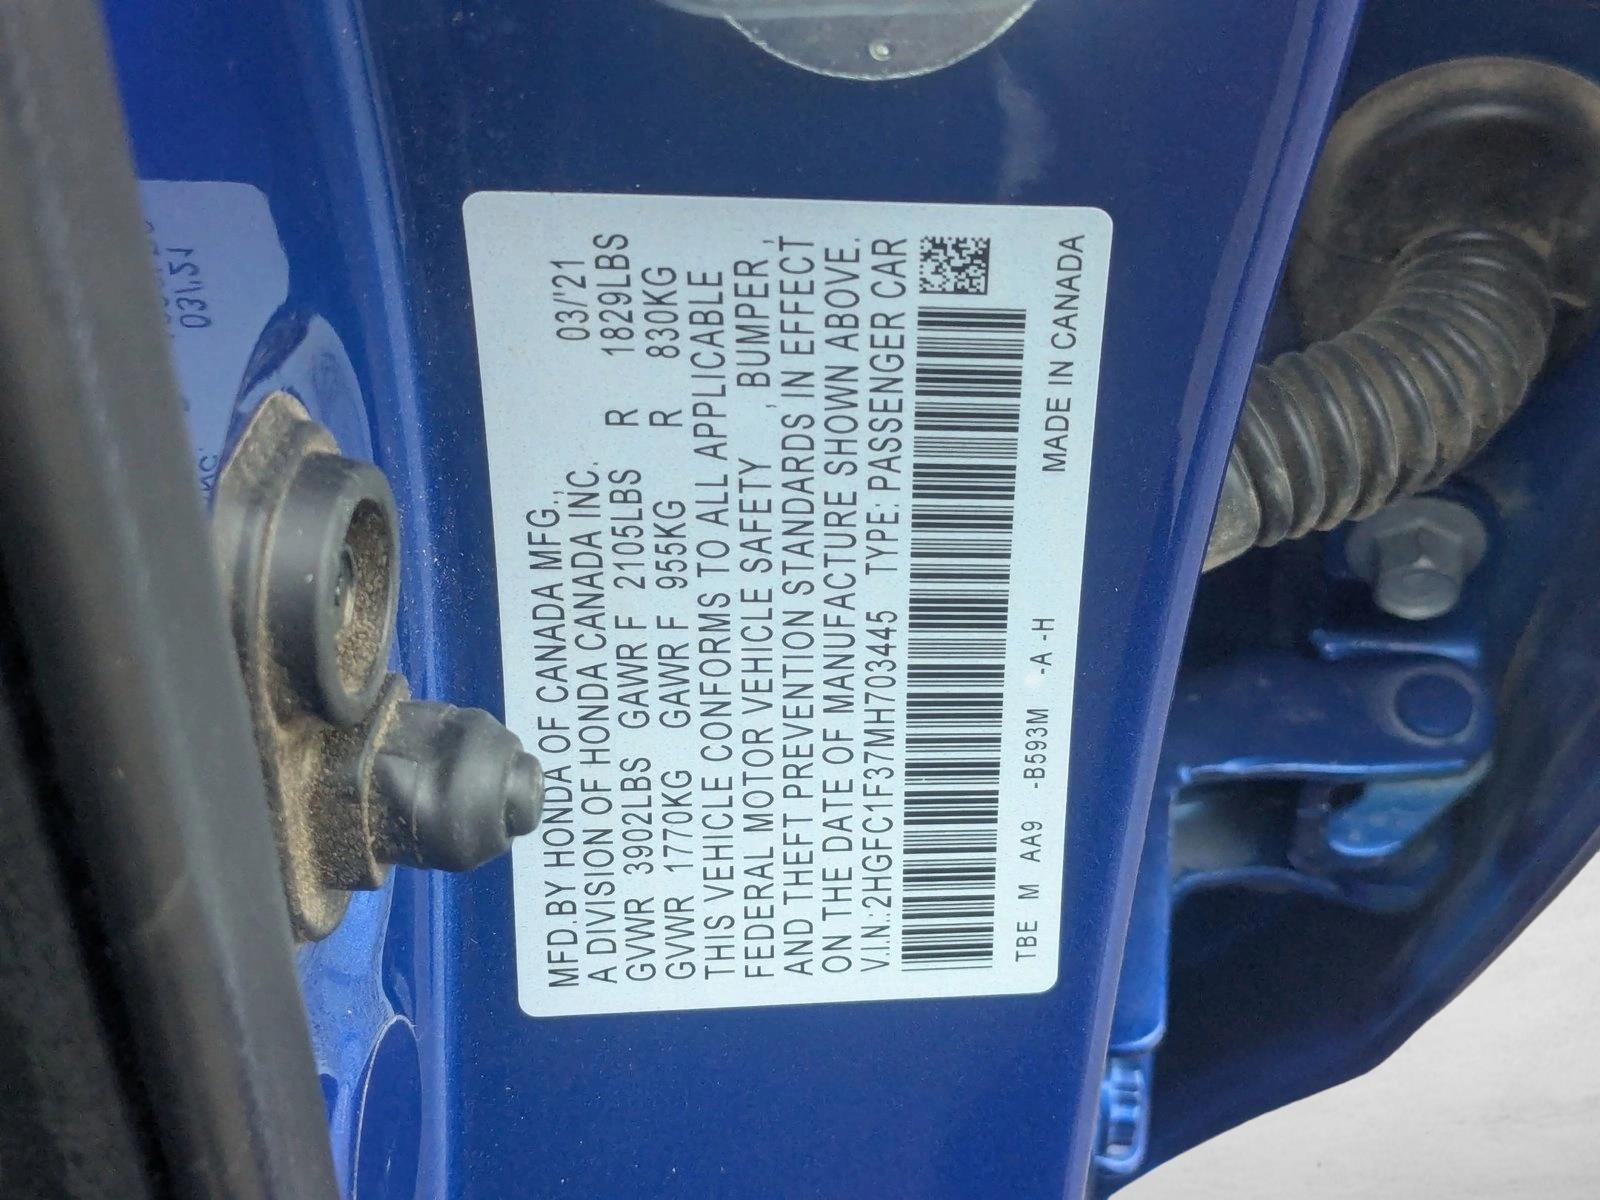 MFD.BY HONDA OF CANADA MFG., 03/'21
A DIVISION OF HONDA CANADA INC.
GVWR 3902LBS GAWR F 2105LBS R 1829LBS
GVWR 1770KG GAWR F 955KG R 830KG
THIS VEHICLE CONFORMS TO ALL APPLICABLE
FEDERAL MOTOR VEHICLE SAFETY, BUMPER,
AND THEFT PREVENTION STANDARDS IN EFFECT
ON THE DATE OF MANUFACTURE SHOWN ABOVE.
V.I.N.:2HGFC1F37MH703445 TYPE: PASSENGER CAR
TBE M AA9 -B593M -A -H MADE IN CANADA